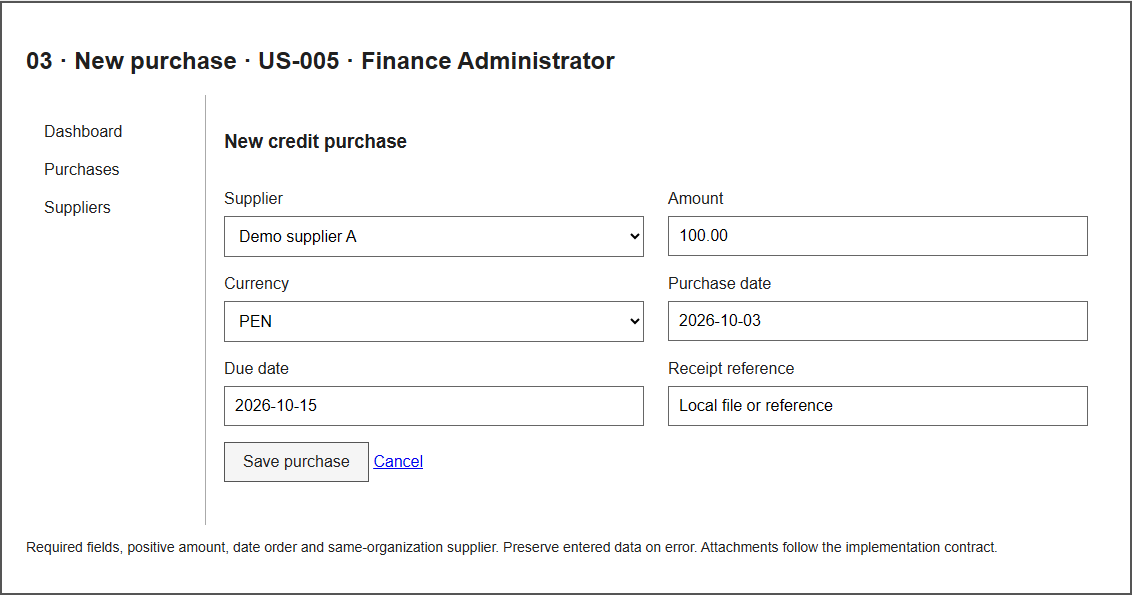 03 · New purchase · US-005 · Finance Administrator
Dashboard
Purchases
Suppliers
New credit purchase
Supplier
Demo supplier A
Amount
100.00
Currency
PEN
Purchase date
2026-10-03
Due date
2026-10-15
Receipt reference
Local file or reference
Save purchase
Cancel
Required fields, positive amount, date order and same-organization supplier. Preserve entered data on error. Attachments follow the implementation contract.